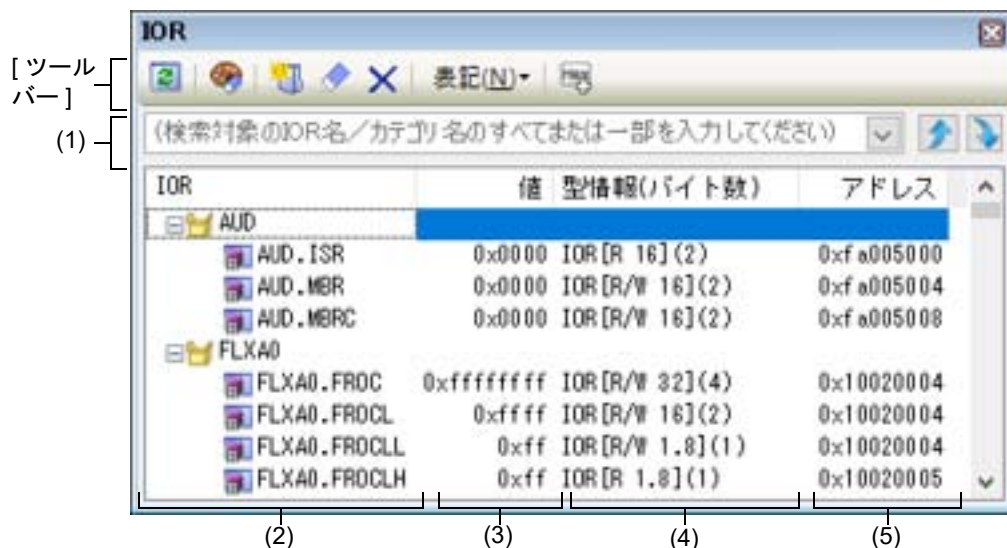 IOR
[ツール
バー]
表記(N)
(1)
(検索対象のIOR名／カテゴリ名のすべてまたは一部を入力してください)
IOR 値 型情報(バイト数) アドレス
AUD
AUD.ISR 0x0000 IOR[R 16](2) 0xfa005000
AUD.MBR 0x0000 IOR[R/W 16](2) 0xfa005004
AUD.MBRC 0x0000 IOR[R/W 16](2) 0xfa005008
FLXA0
FLXA0.FROC 0xffffffff IOR[R/W 32](4) 0x10020004
FLXA0.FROCL 0xffff IOR[R/W 16](2) 0x10020004
FLXA0.FROCLL 0xff IOR[R/W 1.8](1) 0x10020004
FLXA0.FROCLH 0xff IOR[R 1.8](1) 0x10020005
(2) (3) (4) (5)